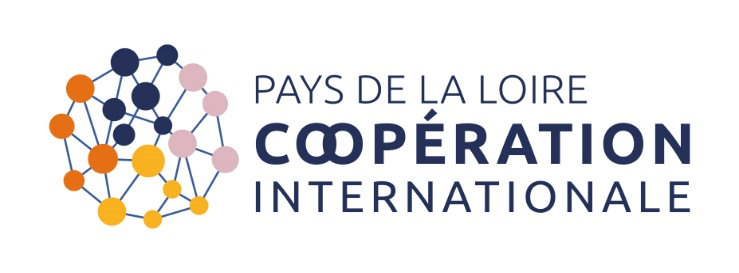 PAYS DE LA LOIRE
COOPÉRATION
INTERNATIONALE